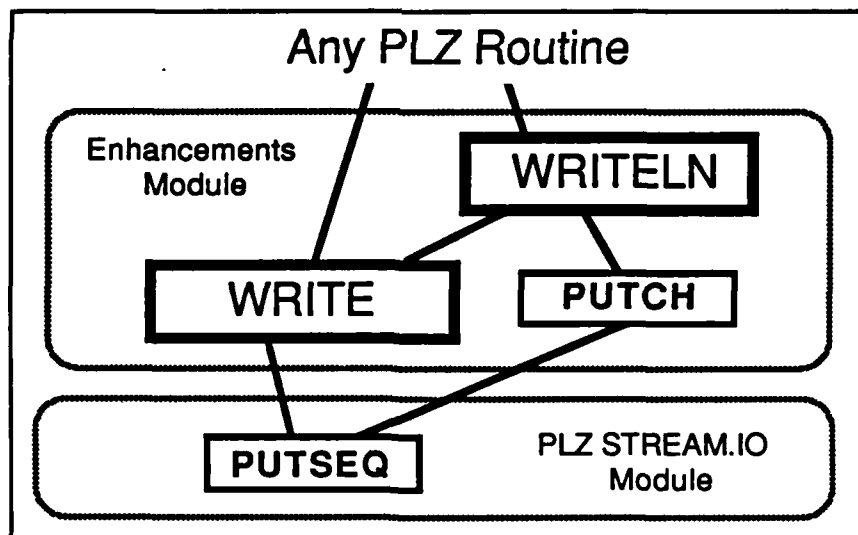 Any PLZ Routine
Enhancements
Module
WRITELN
WRITE
PUTCH
PUTSEQ
PLZ STREAM.IO
Module